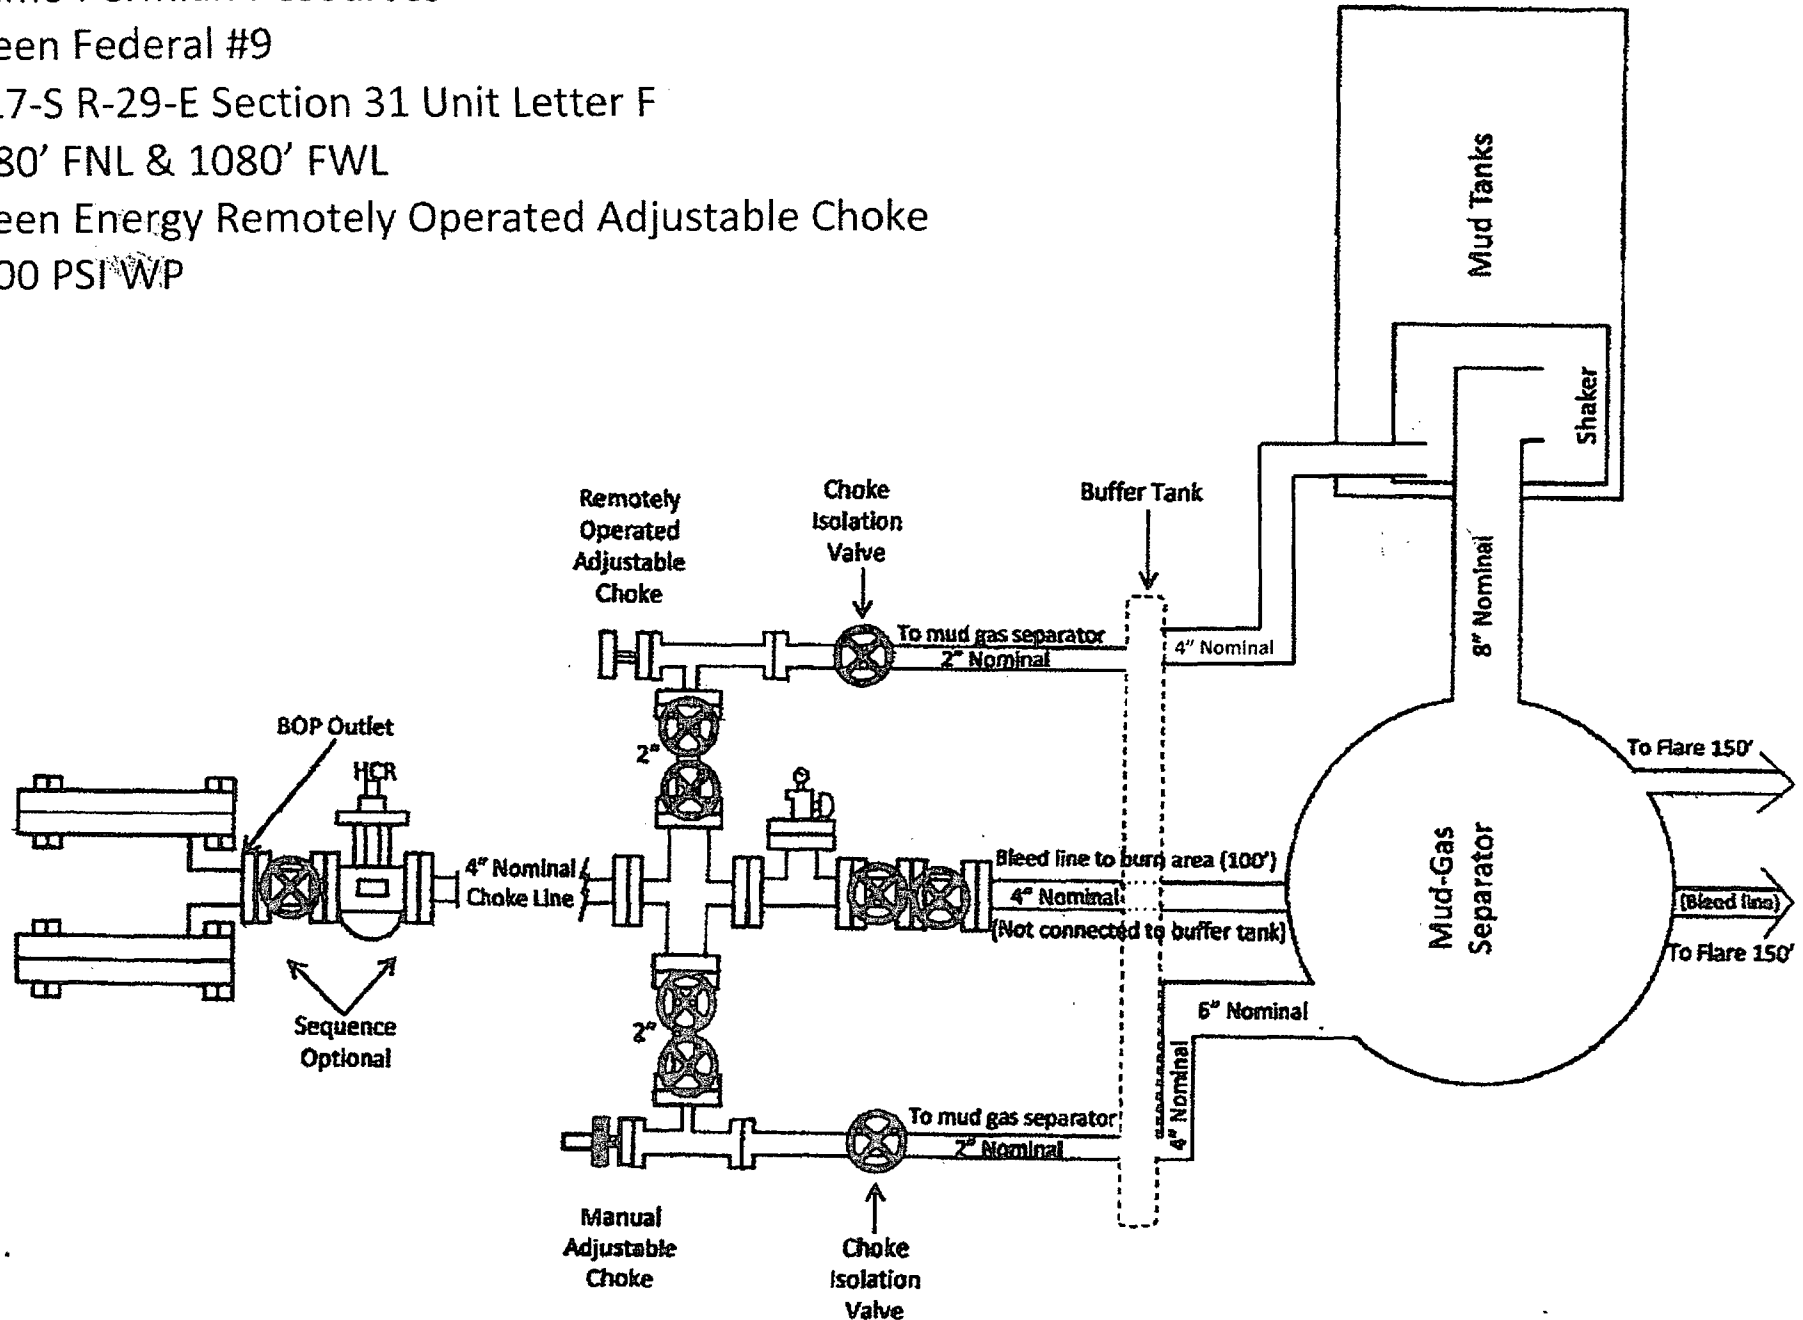 een Federal #9
17-S R-29-E Section 31 Unit Letter F
80' FNL & 1080' FWL
een Energy Remotely Operated Adjustable Choke
00 PSI WP
Mud Tanks
Shaker
Remotely
Operated
Adjustable
Choke
Choke
Isolation
Valve
Buffer Tank
8" Nominal
To mud gas separator
2" Nominal
4" Nominal
BOP Outlet
HCR
2"
To Flare 150'
4" Nominal
Choke Line
Bleed line to burn area (100')
4" Nominal
(Not connected to buffer tank)
Mud-Gas
Separator
(Bleed line)
To Flare 150'
Sequence
Optional
2"
6" Nominal
4" Nominal
To mud gas separator
2" Nominal
Manual
Adjustable
Choke
Choke
Isolation
Valve